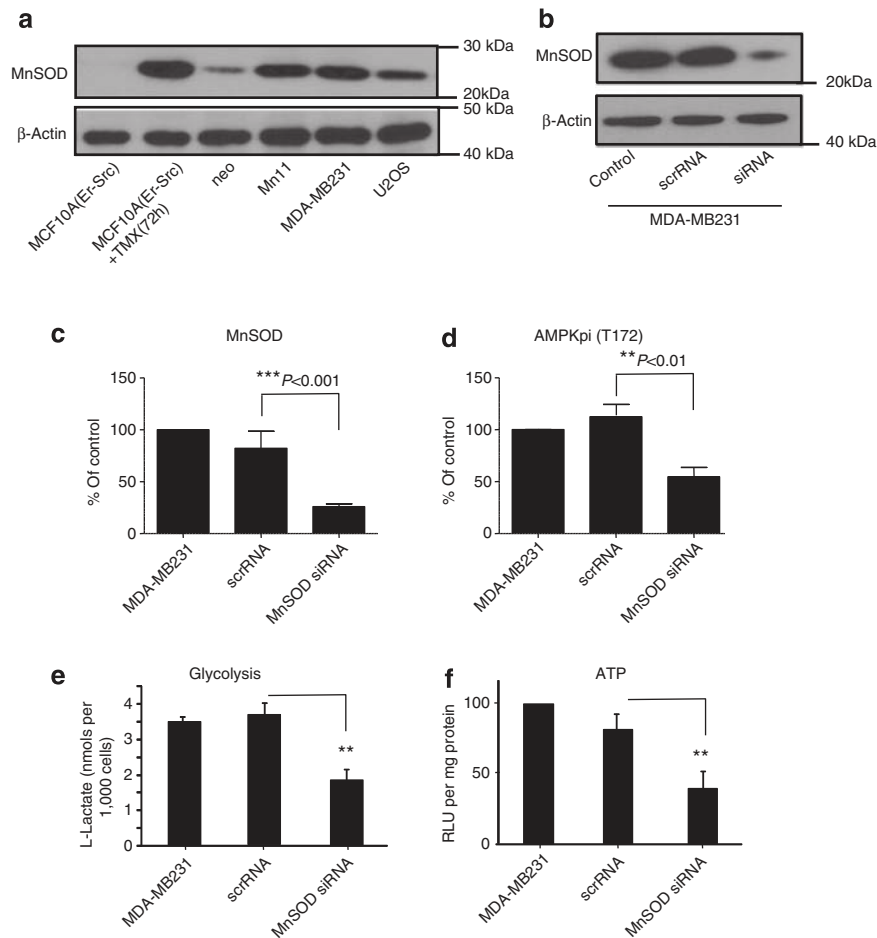 a
MnSOD
30 kDa
20kDa
50 kDa
β-Actin
40 kDa
MCF10A(Er-Src)
MCF10A(Er-Src)
+TMX(72h)
neo
Mn11
MDA-MB231
U2OS
b
MnSOD
20kDa
β-Actin
40 kDa
Control
scrRNA
siRNA
MDA-MB231
c
MnSOD
***P<0.001
% Of control
150
100
50
0
MDA-MB231
scrRNA
MnSOD siRNA
d
AMPKpi (T172)
**P<0.01
% Of control
150
100
50
0
MDA-MB231
scrRNA
MnSOD siRNA
e
Glycolysis
L-Lactate (nmols per
1,000 cells)
4
3
2
1
0
**
MDA-MB231
scrRNA
MnSOD siRNA
f
ATP
RLU per mg protein
100
50
0
**
MDA-MB231
scrRNA
MnSOD siRNA